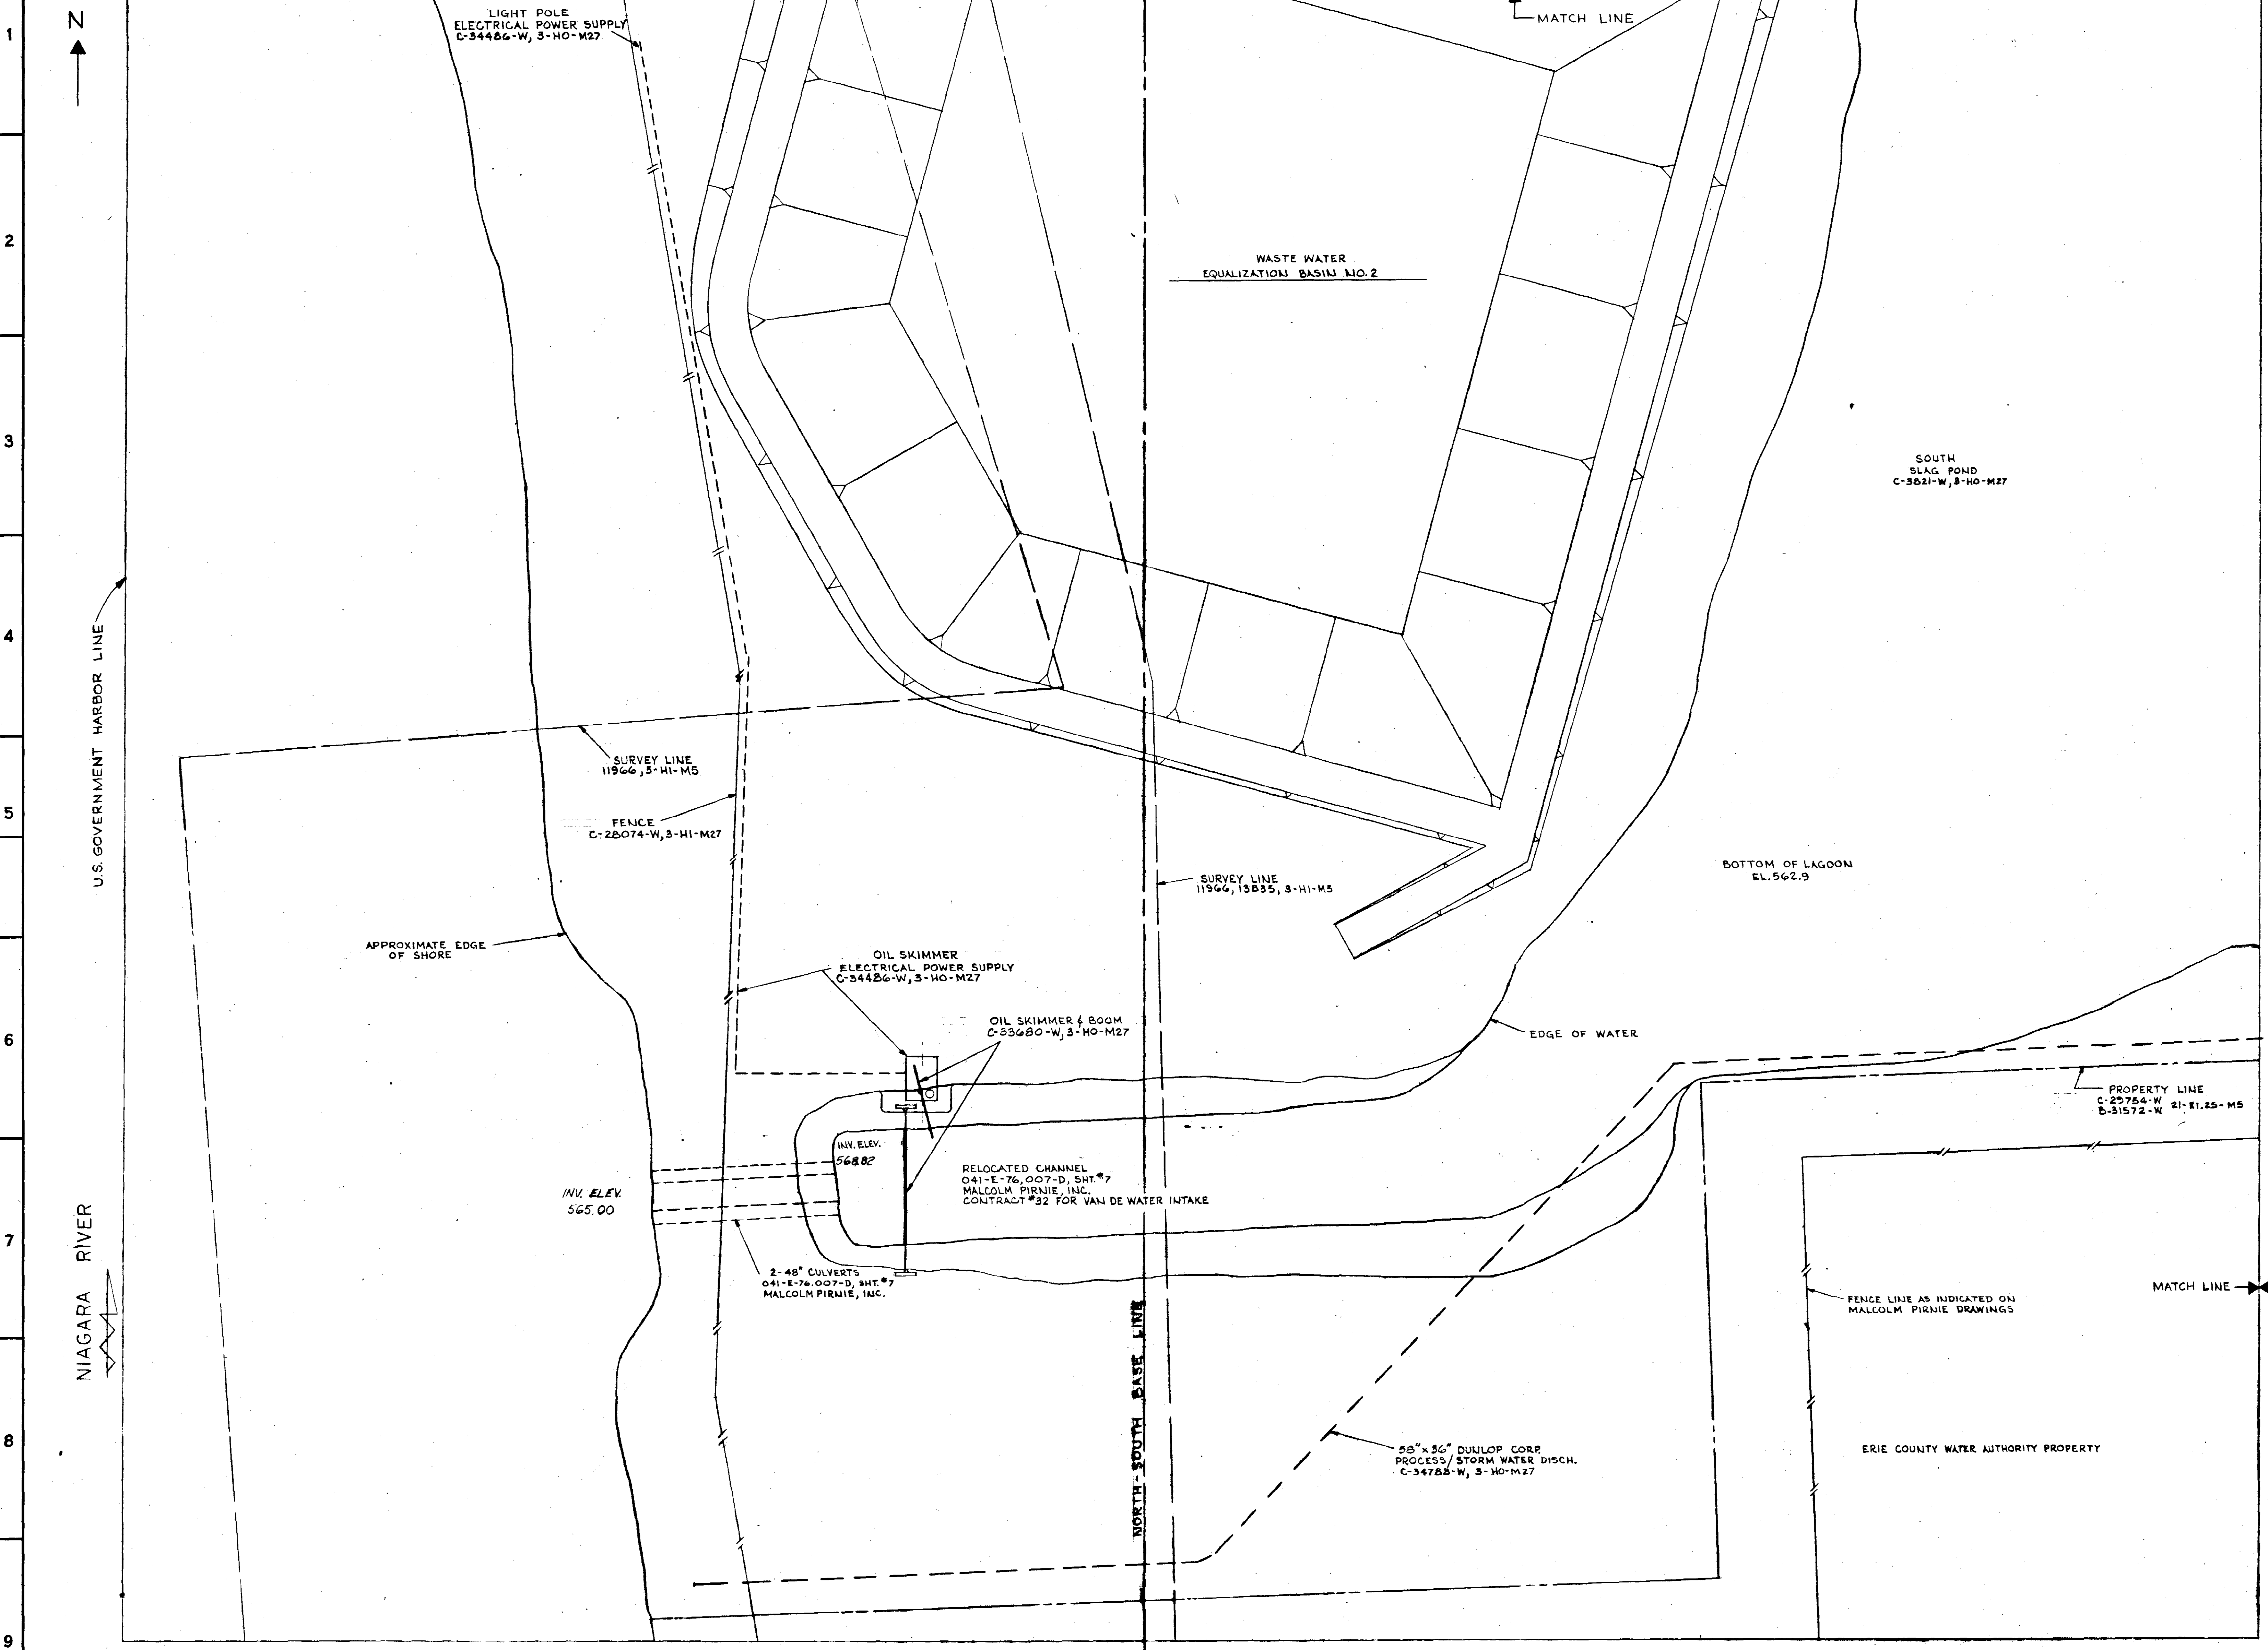 1
N
LIGHT POLE
ELECTRICAL POWER SUPPLY
C-34486-W, 3-HO-M27
MATCH LINE
2
WASTE WATER
EQUALIZATION BASIN NO. 2
3
SOUTH
SLAG POND
C-3821-W, 3-HO-M27
4
U.S. GOVERNMENT HARBOR LINE
SURVEY LINE
11966, 3-H1-M5
5
FENCE
C-28074-W, 3-H1-M27
BOTTOM OF LAGOON
EL. 562.9
SURVEY LINE
11966, 13835, 3-H1-M5
APPROXIMATE EDGE
OF SHORE
OIL SKIMMER
ELECTRICAL POWER SUPPLY
C-34486-W, 3-HO-M27
OIL SKIMMER & BOOM
C-33680-W, 3-HO-M27
6
EDGE OF WATER
PROPERTY LINE
C-29754-W
B-31572-W 21-K1.25-M5
INV. ELEV.
568.82
RELOCATED CHANNEL
041-E-76.007-D, SHT. #7
MALCOLM PIRNIE, INC.
CONTRACT #32 FOR VAN DE WATER INTAKE
INV. ELEV.
565.00
7
NIAGARA RIVER
2-48" CULVERTS
041-E-76.007-D, SHT. #7
MALCOLM PIRNIE, INC.
MATCH LINE
FENCE LINE AS INDICATED ON
MALCOLM PIRNIE DRAWINGS
NORTH-SOUTH BASE LINE
8
58" x 36" DUNLOP CORP.
PROCESS/STORM WATER DISCH.
C-34788-W, 3-HO-M27
ERIE COUNTY WATER AUTHORITY PROPERTY
9